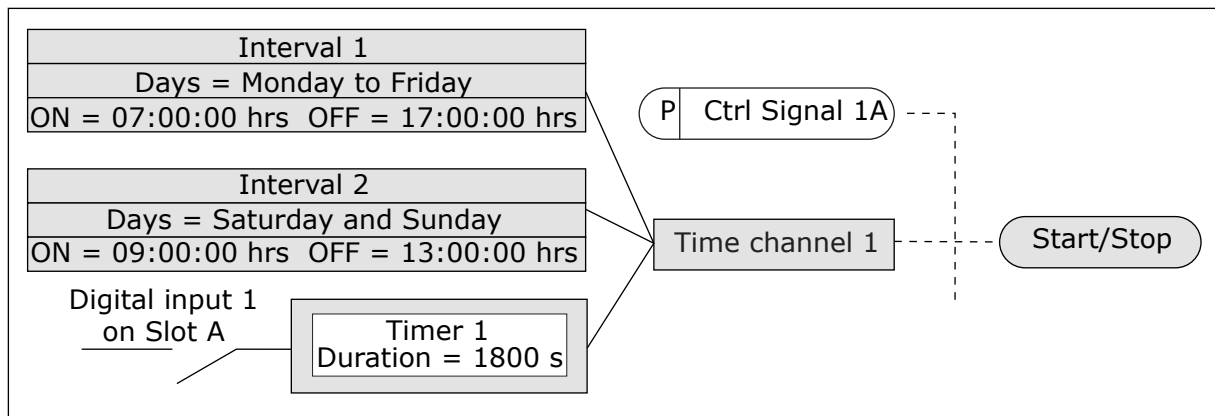 Interval 1
Days = Monday to Friday
ON = 07:00:00 hrs OFF = 17:00:00 hrs
P Ctrl Signal 1A
Interval 2
Days = Saturday and Sunday
ON = 09:00:00 hrs OFF = 13:00:00 hrs
Time channel 1
Start/Stop
Digital input 1
on Slot A
Timer 1
Duration = 1800 s